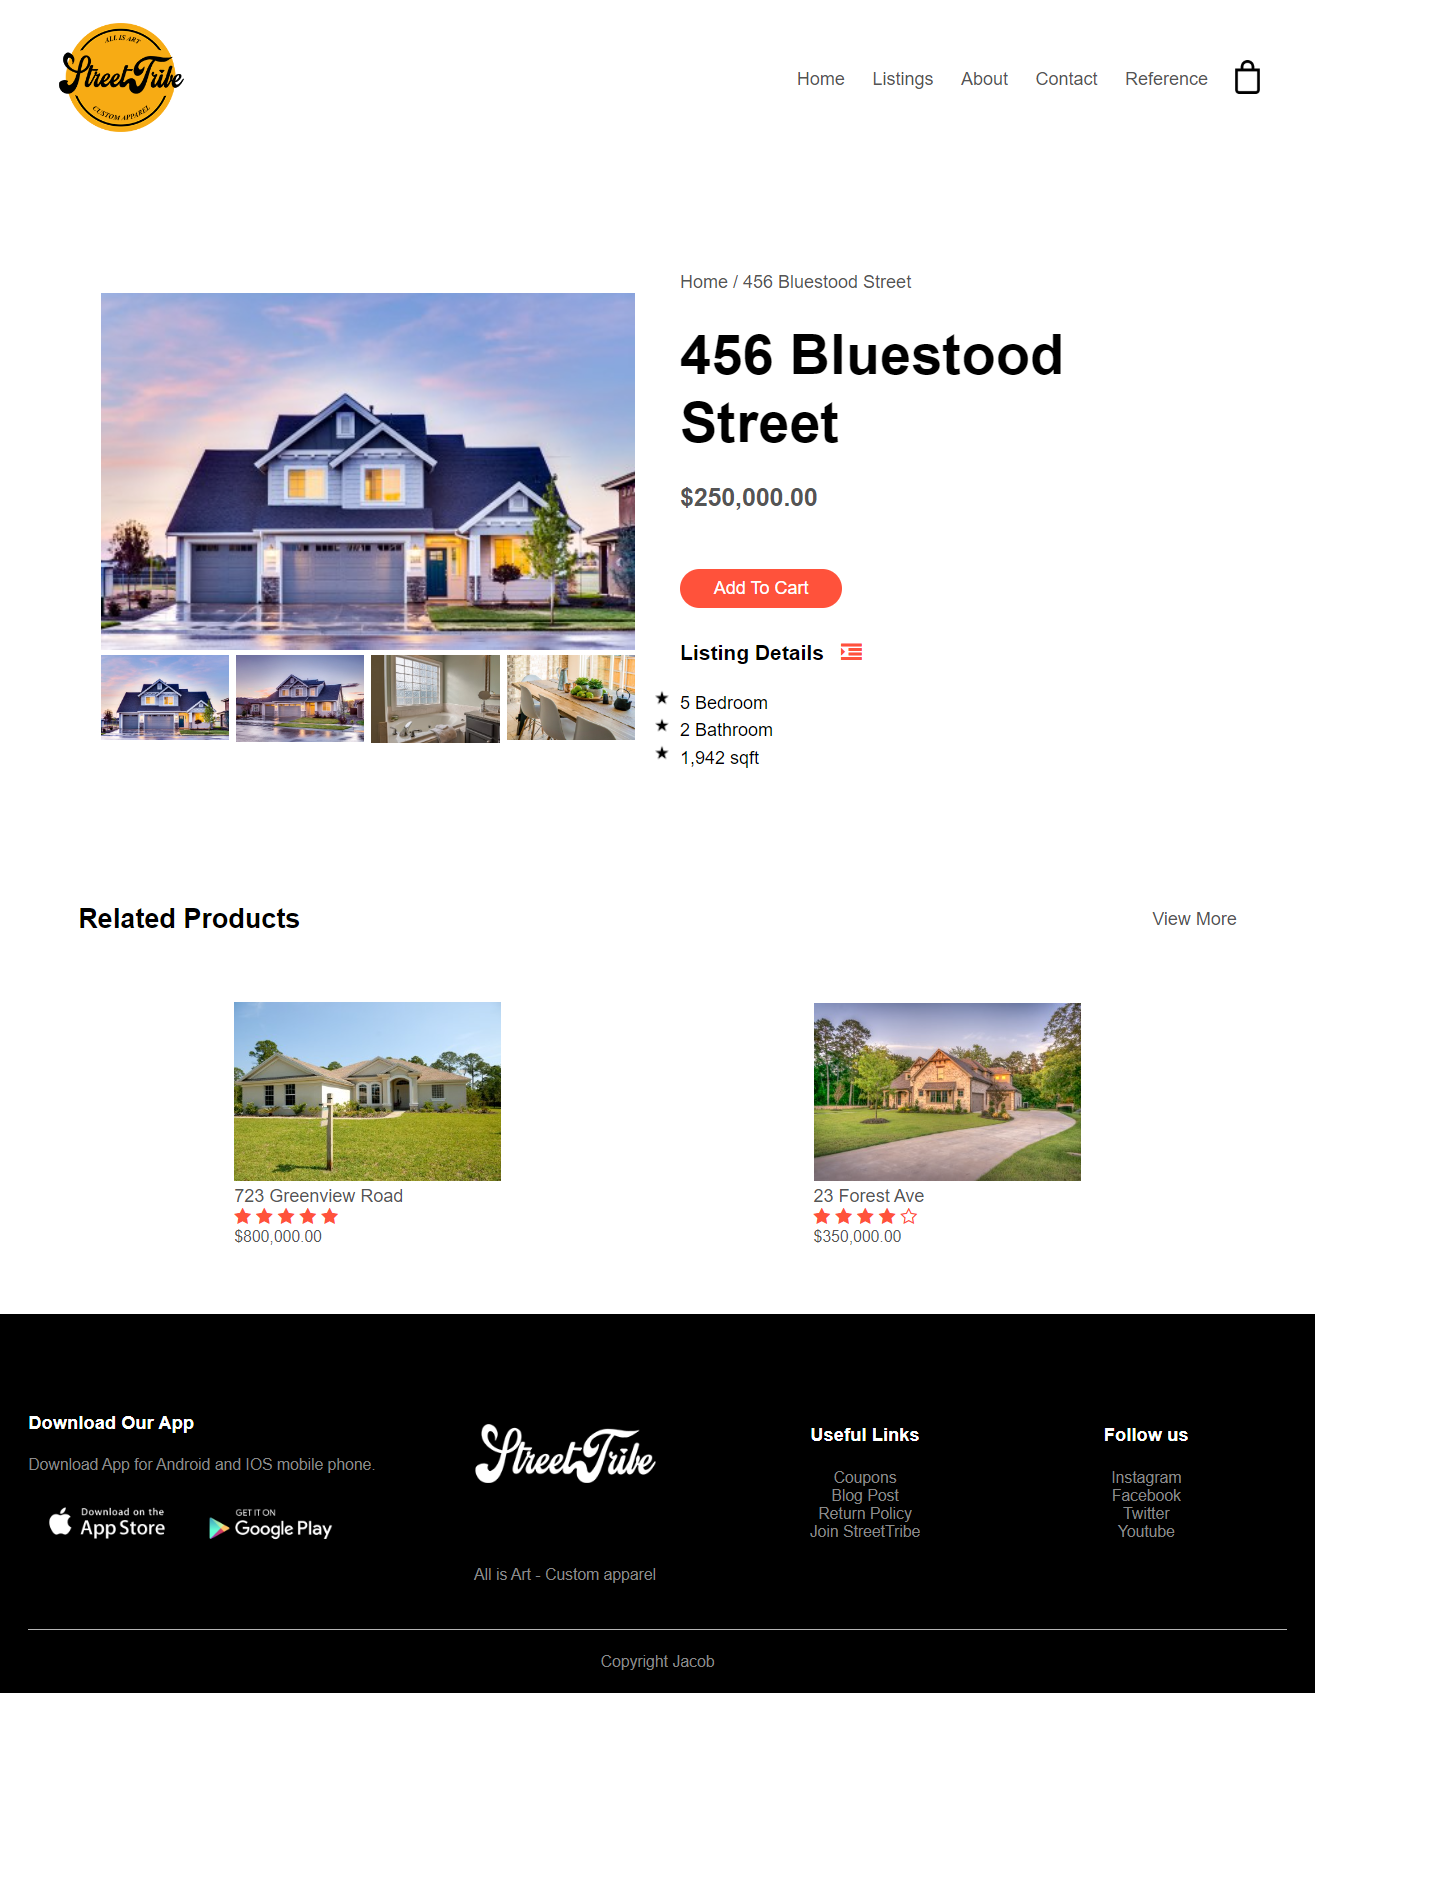 ALL IS ART
StreetTribe
CUSTOM APPAREL
Home
Listings
About
Contact
Reference
Home / 456 Bluestood Street
456 Bluestood
Street
$250,000.00
Add To Cart
Listing Details
5 Bedroom
2 Bathroom
1,942 sqft
Related Products
View More
723 Greenview Road
$800,000.00
23 Forest Ave
$350,000.00
Download Our App
Download App for Android and IOS mobile phone.
Download on the
App Store
GET IT ON
Google Play
StreetTribe
All is Art - Custom apparel
Useful Links
Coupons
Blog Post
Return Policy
Join StreetTribe
Follow us
Instagram
Facebook
Twitter
Youtube
Copyright Jacob